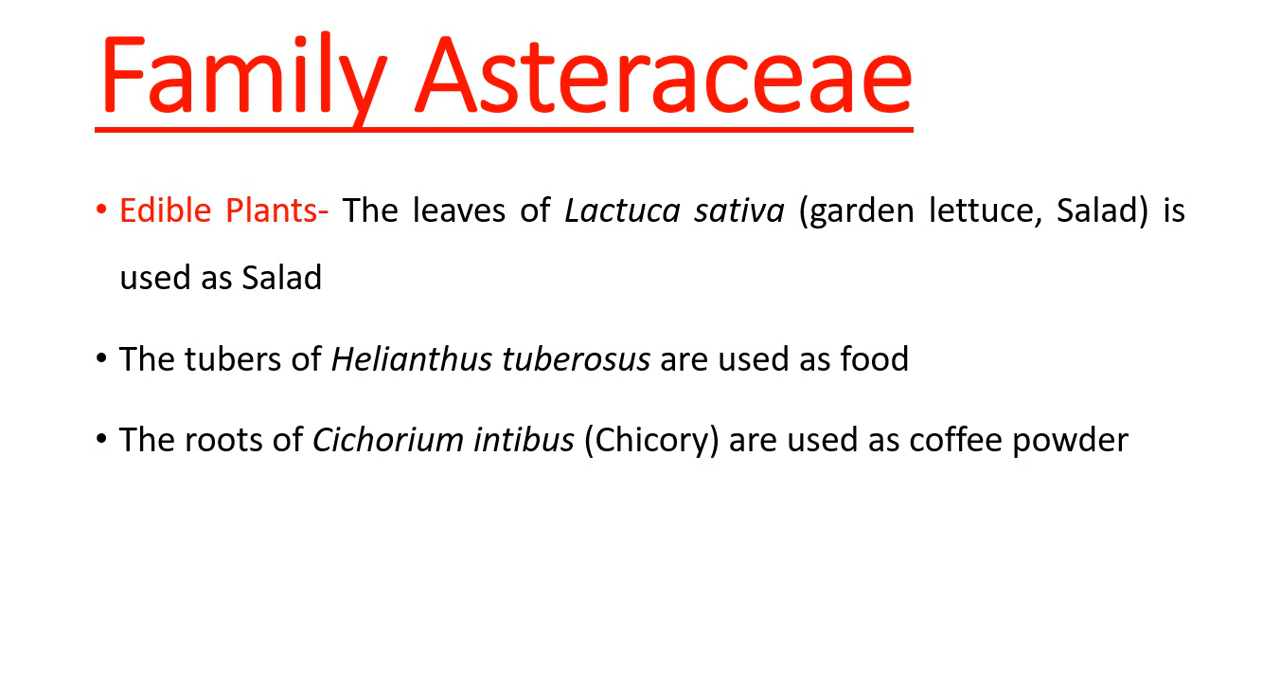 Family Asteraceae
• Edible Plants- The leaves of Lactuca sativa (garden lettuce, Salad) is
used as Salad
• The tubers of Helianthus tuberosus are used as food
• The roots of Cichorium intibus (Chicory) are used as coffee powder